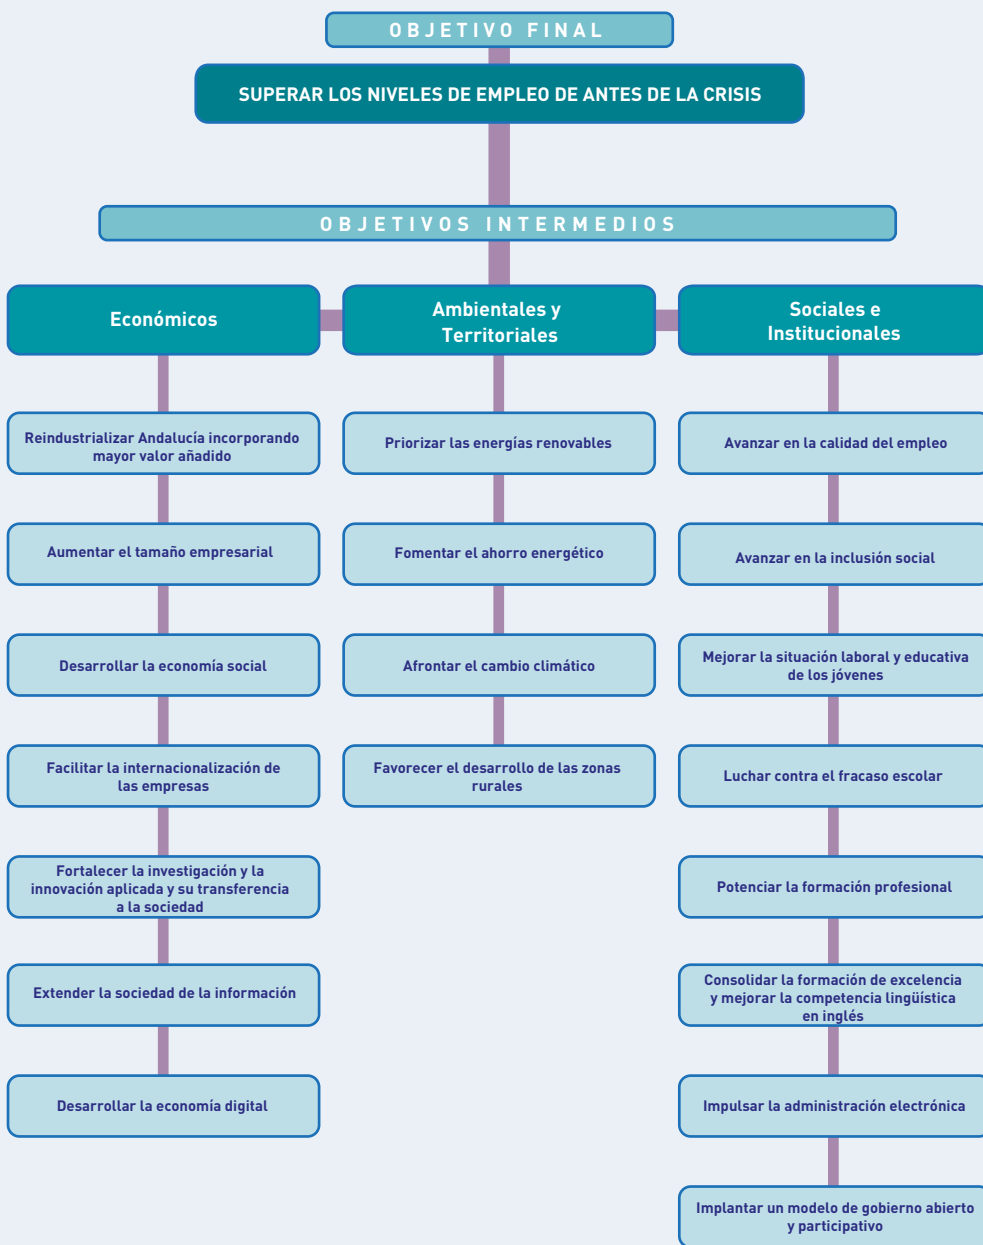 OBJETIVO FINAL
SUPERAR LOS NIVELES DE EMPLEO DE ANTES DE LA CRISIS
OBJETIVOS INTERMEDIOS
Económicos
Reindustrializar Andalucía incorporando
mayor valor añadido
Aumentar el tamaño empresarial
Desarrollar la economía social
Facilitar la internacionalización de
las empresas
Fortalecer la investigación y la
innovación aplicada y su transferencia
a la sociedad
Extender la sociedad de la información
Desarrollar la economía digital
Ambientales y
Territoriales
Priorizar las energías renovables
Fomentar el ahorro energético
Afrontar el cambio climático
Favorecer el desarrollo de las zonas
rurales
Sociales e
Institucionales
Avanzar en la calidad del empleo
Avanzar en la inclusión social
Mejorar la situación laboral y educativa
de los jóvenes
Luchar contra el fracaso escolar
Potenciar la formación profesional
Consolidar la formación de excelencia
y mejorar la competencia lingüística
en inglés
Impulsar la administración electrónica
Implantar un modelo de gobierno abierto
y participativo